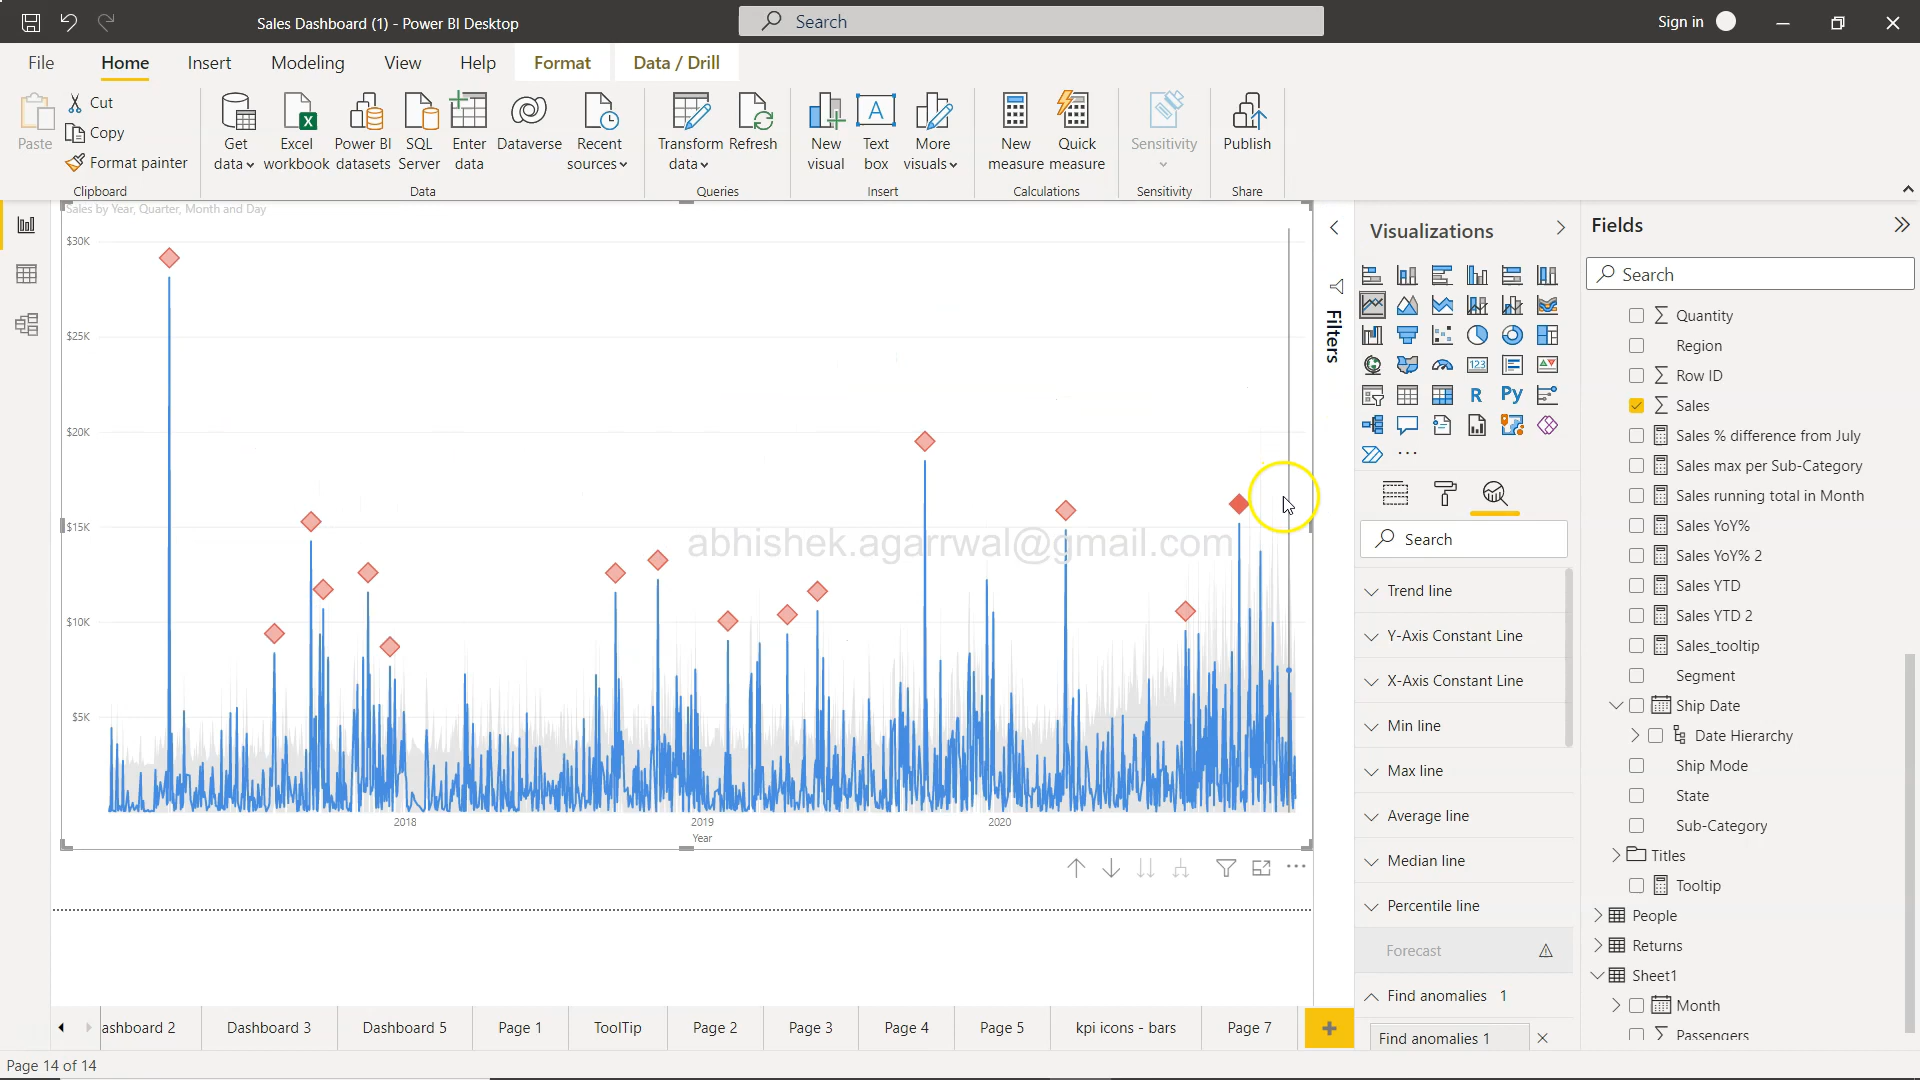 Sales Dashboard (1) - Power BI Desktop
Search
Sign in
File
Home
Insert
Modeling
View
Help
Format
Data / Drill
Paste
Cut
Copy
Format painter
Clipboard
Get data
Excel workbook
Power BI datasets
SQL Server
Enter data
Dataverse
Recent sources
Data
Transform data
Refresh
Queries
New visual
Text box
More visuals
Insert
New measure
Quick measure
Calculations
Sensitivity
Sensitivity
Publish
Share
Sales by Year, Quarter, Month and Day
$30K
$25K
$20K
$15K
$10K
$5K
2018
2019
2020
Year
abhishek.agarrwal@gmail.com
Filters
Visualizations
123
R
Py
Search
Trend line
Y-Axis Constant Line
X-Axis Constant Line
Min line
Max line
Average line
Median line
Percentile line
Forecast
Find anomalies 1
Find anomalies 1
Fields
Search
Quantity
Region
Row ID
Sales
Sales % difference from July
Sales max per Sub-Category
Sales running total in Month
Sales YoY%
Sales YoY% 2
Sales YTD
Sales YTD 2
Sales_tooltip
Segment
Ship Date
Date Hierarchy
Ship Mode
State
Sub-Category
Titles
Tooltip
People
Returns
Sheet1
Month
Passengers
ashboard 2
Dashboard 3
Dashboard 5
Page 1
ToolTip
Page 2
Page 3
Page 4
Page 5
kpi icons - bars
Page 7
Page 14 of 14